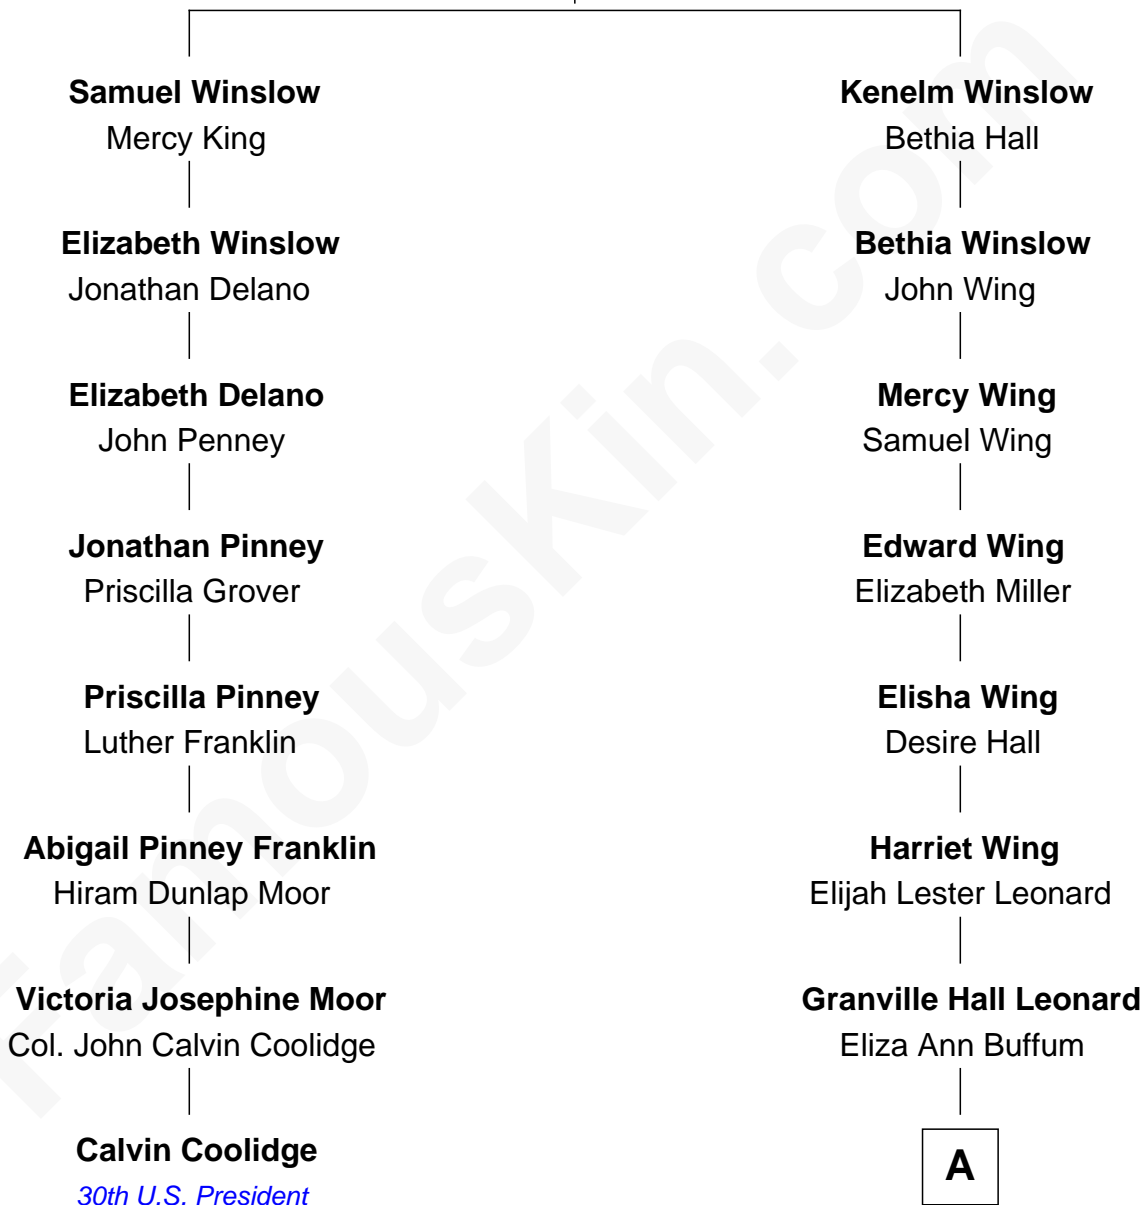 Samuel Winslow
Mercy King
Elizabeth Winslow
Jonathan Delano
Elizabeth Delano
John Penney
Jonathan Pinney
Priscilla Grover
Priscilla Pinney
Luther Franklin
Abigail Pinney Franklin
Hiram Dunlap Moor
Victoria Josephine Moor
Col. John Calvin Coolidge
Calvin Coolidge
30th U.S. President
Kenelm Winslow
Bethia Hall
Bethia Winslow
John Wing
Mercy Wing
Samuel Wing
Edward Wing
Elizabeth Miller
Elisha Wing
Desire Hall
Harriet Wing
Elijah Lester Leonard
Granville Hall Leonard
Eliza Ann Buffum
A
FamousKin.com